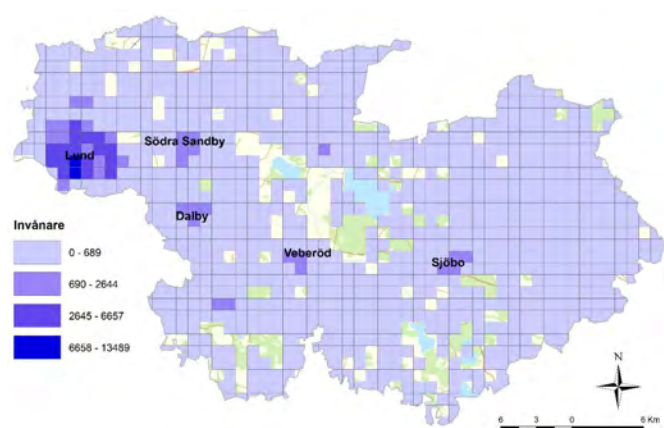 Södra Sandby
Lund
Dalby
Veberöd
Sjöbo
Invånare
0 - 689
690 - 2644
2645 - 6657
6658 - 13489
N
6 3 0 6 Km